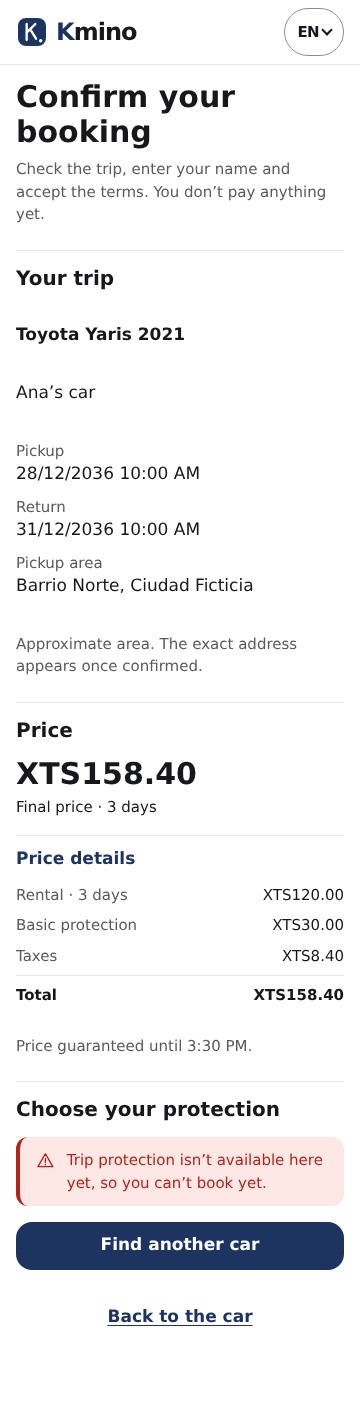 Kmino
EN
Confirm your
booking
Check the trip, enter your name and
accept the terms. You don’t pay anything
yet.
Your trip
Toyota Yaris 2021
Ana’s car
Pickup
28/12/2036 10:00 AM
Return
31/12/2036 10:00 AM
Pickup area
Barrio Norte, Ciudad Ficticia
Approximate area. The exact address
appears once confirmed.
Price
XTS158.40
Final price · 3 days
Price details
Rental · 3 days XTS120.00
Basic protection XTS30.00
Taxes XTS8.40
Total XTS158.40
Price guaranteed until 3:30 PM.
Choose your protection
Trip protection isn’t available here
yet, so you can’t book yet.
Find another car
Back to the car